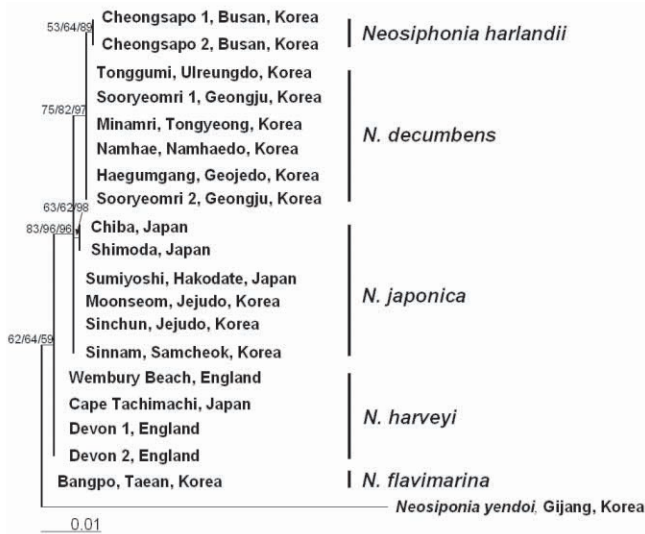 Cheongsapo 1, Busan, Korea
53/64/89
Neosiphonia harlandii
Cheongsapo 2, Busan, Korea
Tonggumi, Ulreungdo, Korea
Sooryeomri 1, Geongju, Korea
75/82/97
Minamri, Tongyeong, Korea
N. decumbens
Namhae, Namhaedo, Korea
Haegumgang, Geojedo, Korea
Sooryeomri 2, Geongju, Korea
63/62/98
Chiba, Japan
83/96/96
Shimoda, Japan
Sumiyoshi, Hakodate, Japan
N. japonica
Moonseom, Jejudo, Korea
Sinchun, Jejudo, Korea
62/64/59
Sinnam, Samcheok, Korea
Wembury Beach, England
Cape Tachimachi, Japan
N. harveyi
Devon 1, England
Devon 2, England
Bangpo, Taean, Korea
N. flavimarina
Neosiponia yendoi, Gijang, Korea
0.01